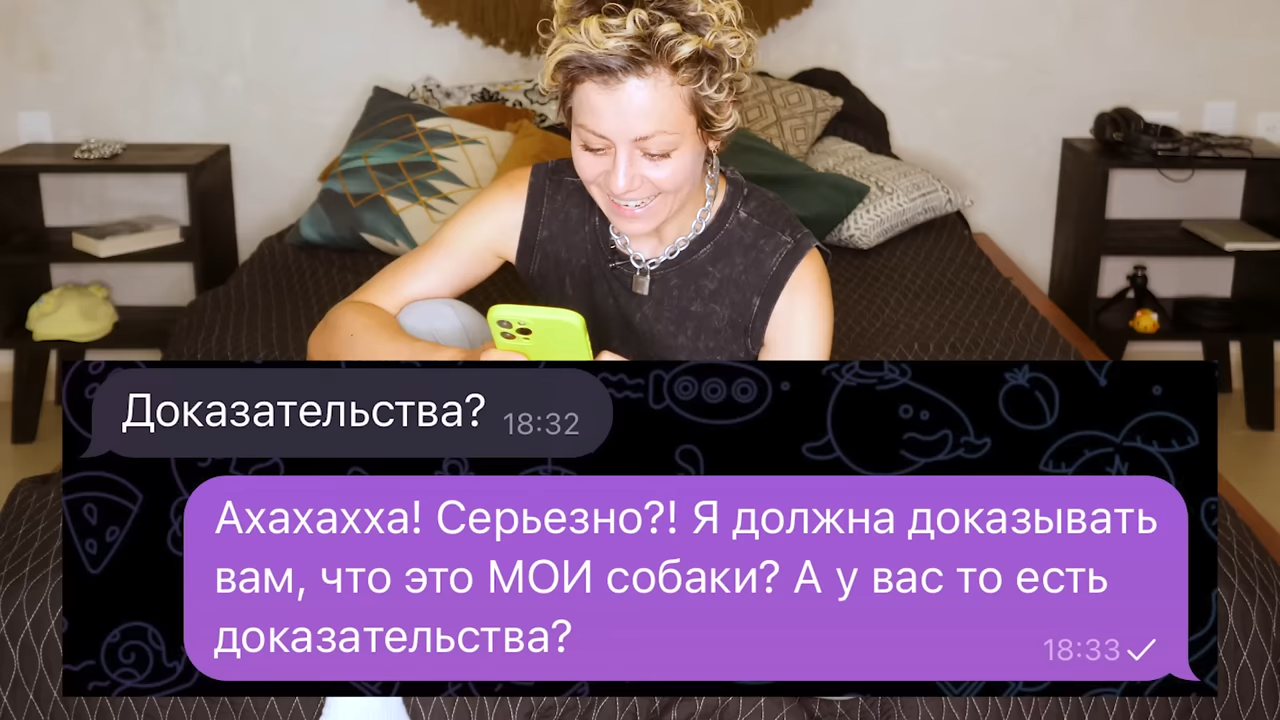 Доказательства? 18:32
Ахахахха! Серьезно?! Я должна доказывать
вам, что это МОИ собаки? А у вас то есть
доказательства?
18:33